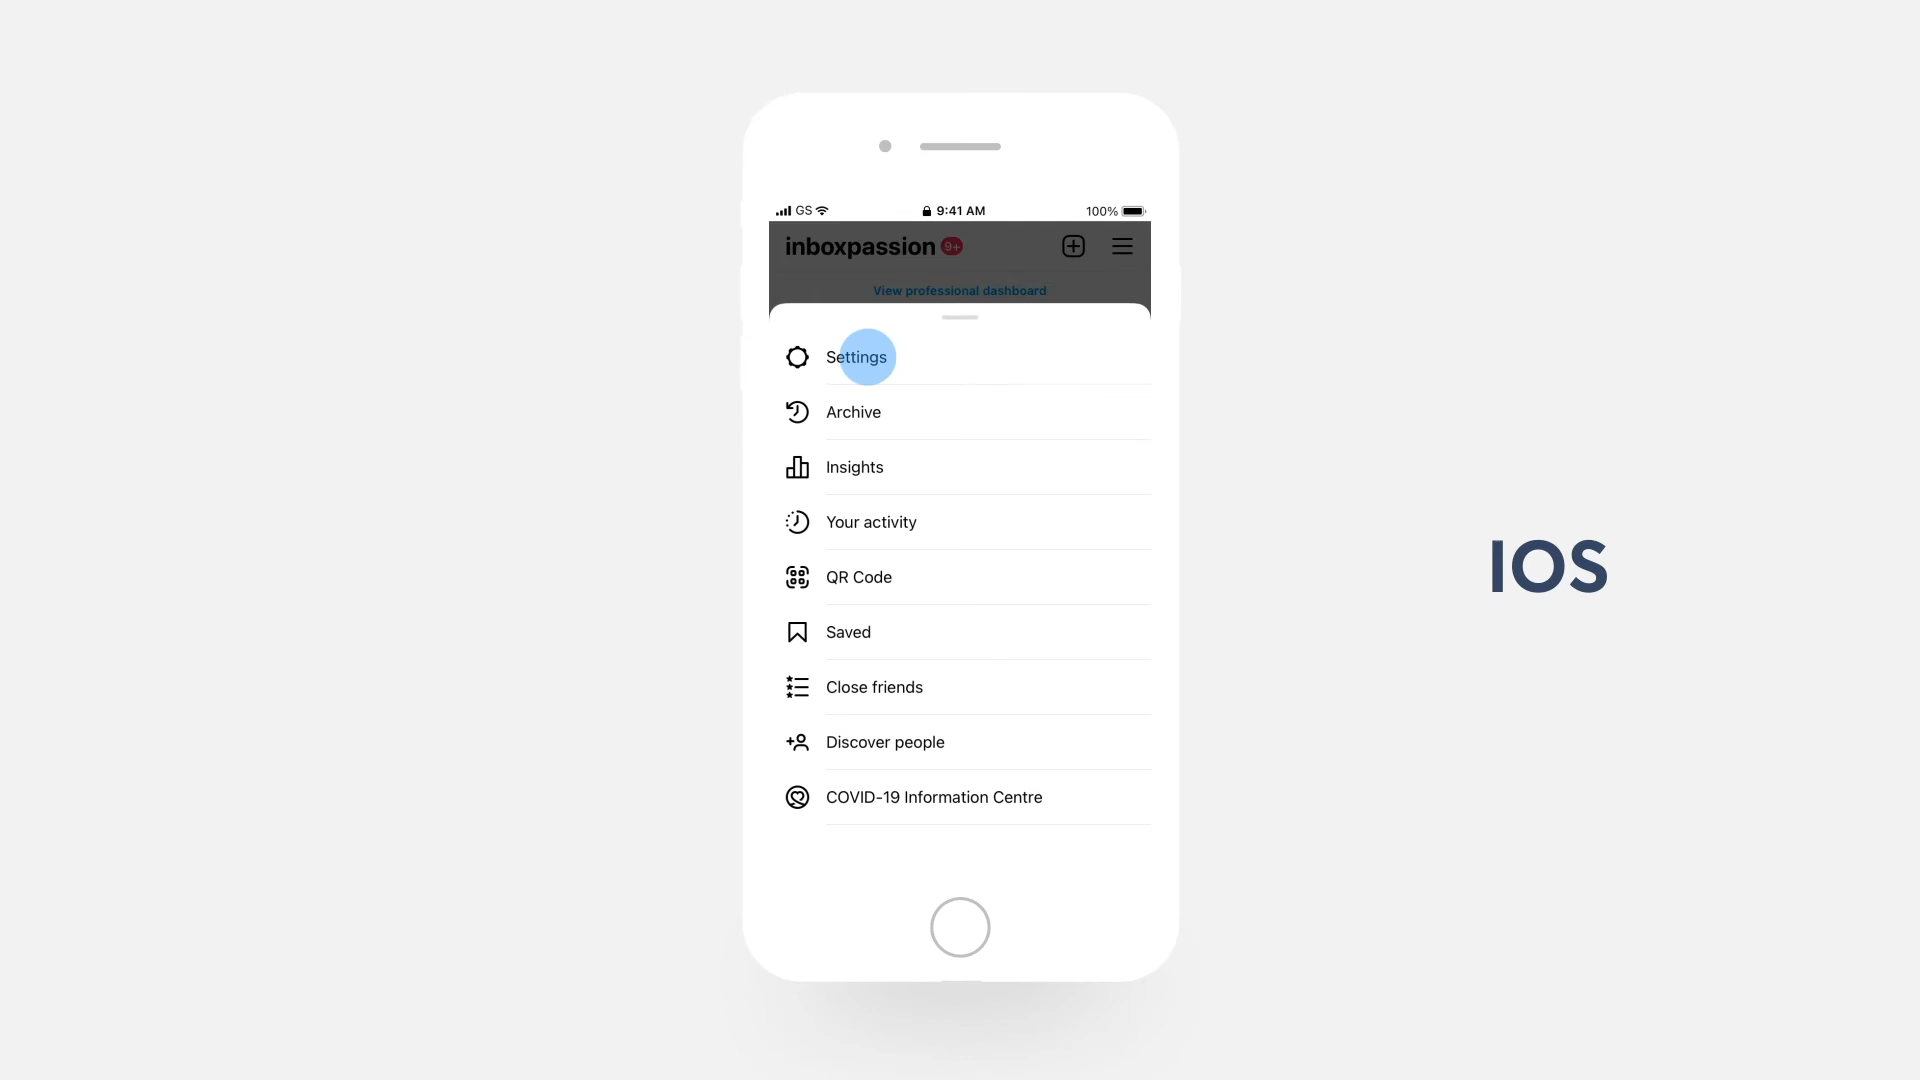 GS
9:41 AM
100%
inboxpassion 9+
View professional dashboard
Settings
Archive
Insights
Your activity
QR Code
Saved
Close friends
Discover people
COVID-19 Information Centre
IOS